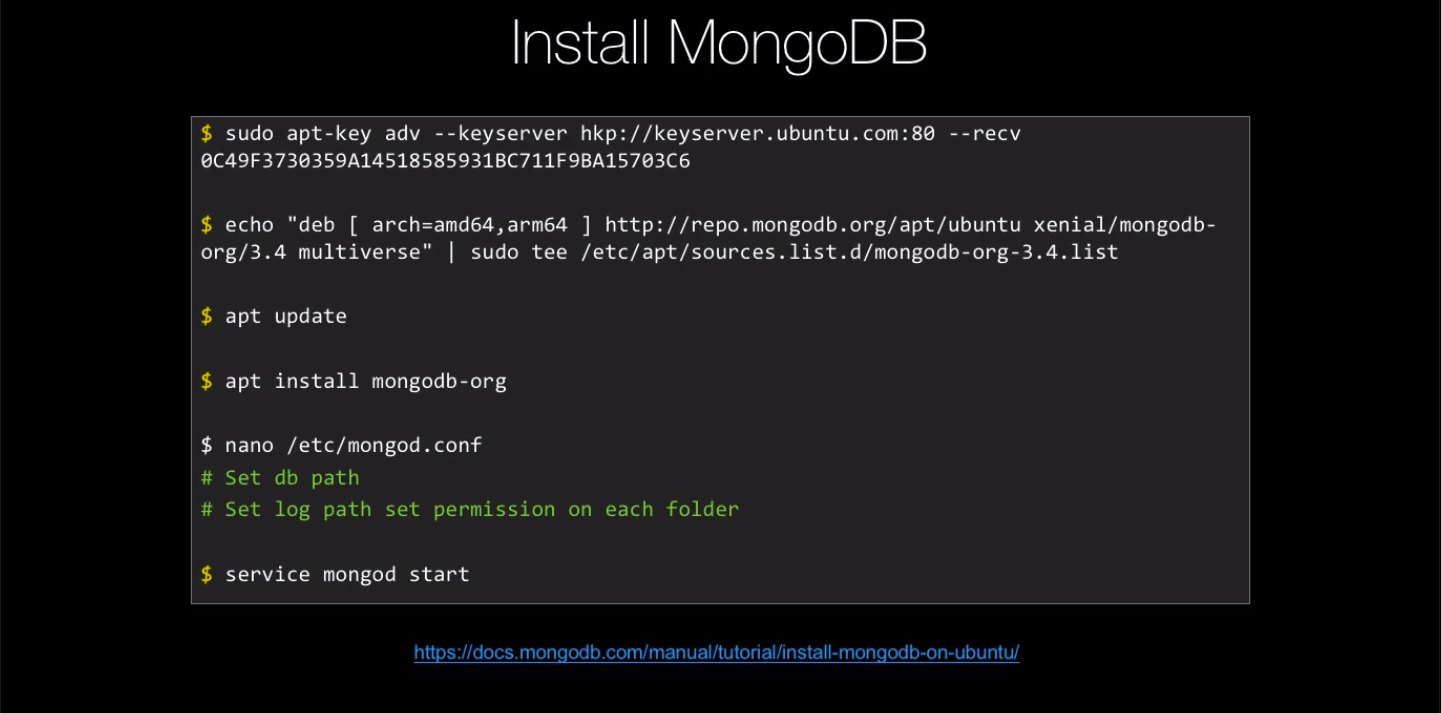 Install MongoDB
$ sudo apt-key adv --keyserver hkp://keyserver.ubuntu.com:80 --recv
0C49F3730359A14518585931BC711F9BA15703C6
$ echo "deb [ arch=amd64,arm64 ] http://repo.mongodb.org/apt/ubuntu xenial/mongodb-
org/3.4 multiverse" | sudo tee /etc/apt/sources.list.d/mongodb-org-3.4.list
$ apt update
$ apt install mongodb-org
$ nano /etc/mongod.conf
# Set db path
# Set log path set permission on each folder
$ service mongod start
https://docs.mongodb.com/manual/tutorial/install-mongodb-on-ubuntu/